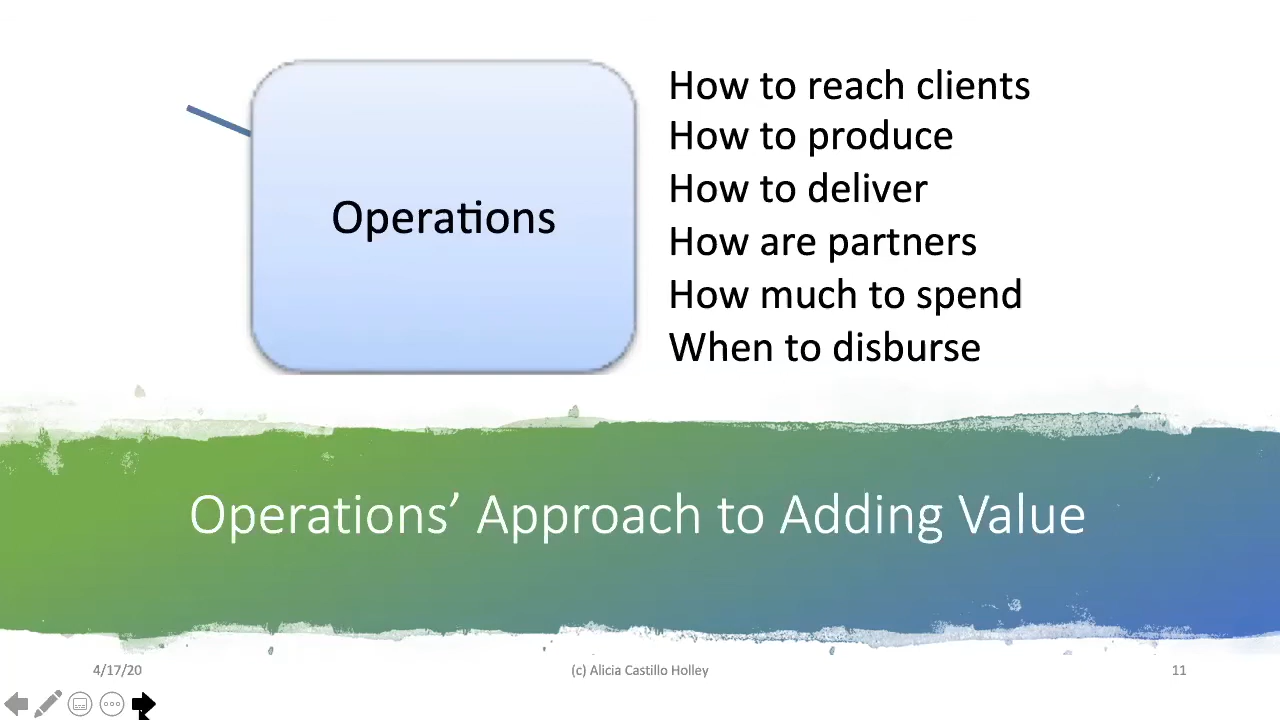 Operations
How to reach clients
How to produce
How to deliver
How are partners
How much to spend
When to disburse
Operations’ Approach to Adding Value
4/17/20
(c) Alicia Castillo Holley
11